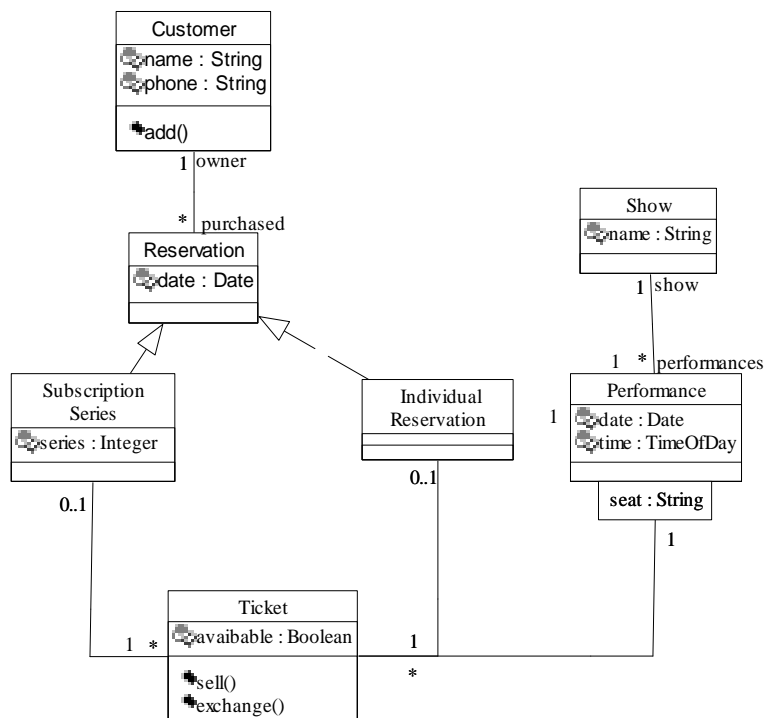 Customer
name : String
phone : String
add()
1 owner
* purchased
Reservation
date : Date
Show
name : String
1 show
1 * performances
Subscription
Series
series : Integer
Individual
Reservation
Performance
1
date : Date
time : TimeOfDay
seat : String
0..1
0..1
1
Ticket
avaibable : Boolean
sell()
exchange()
1 *
1
*